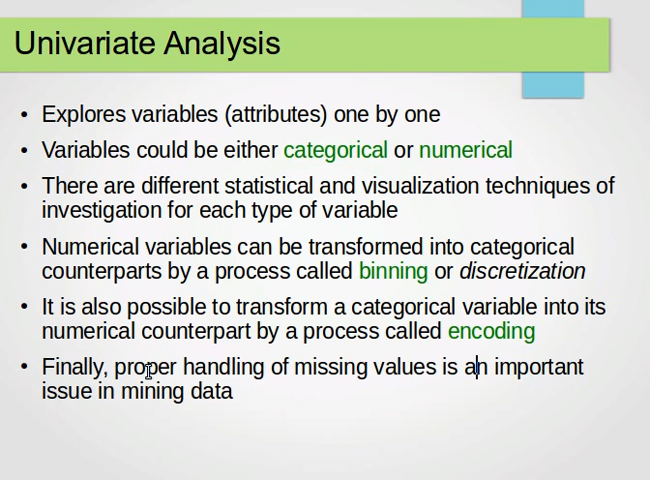 Univariate Analysis
• Explores variables (attributes) one by one
• Variables could be either categorical or numerical
• There are different statistical and visualization techniques of
investigation for each type of variable
• Numerical variables can be transformed into categorical
counterparts by a process called binning or discretization
• It is also possible to transform a categorical variable into its
numerical counterpart by a process called encoding
• Finally, proper handling of missing values is an important
issue in mining data